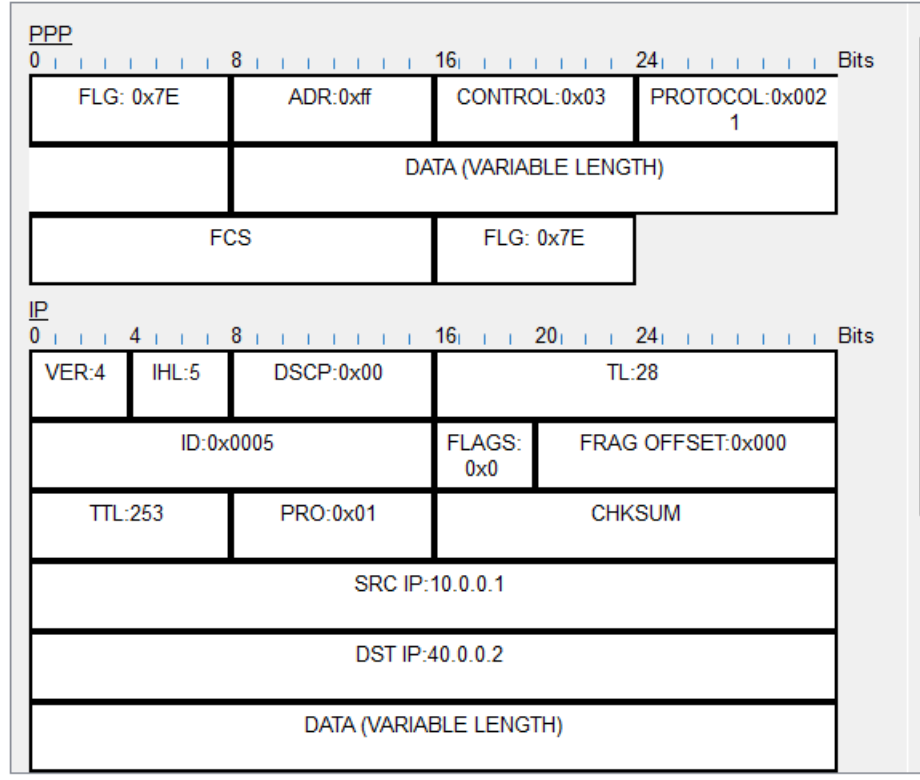 PPP
0 8 16 24 Bits
FLG: 0x7E ADR:0xff CONTROL:0x03 PROTOCOL:0x002
1
DATA (VARIABLE LENGTH)
FCS FLG: 0x7E
IP
0 4 8 16 20 24 Bits
VER:4 IHL:5 DSCP:0x00 TL:28
ID:0x0005 FLAGS: FRAG OFFSET:0x000
0x0
TTL:253 PRO:0x01 CHKSUM
SRC IP:10.0.0.1
DST IP:40.0.0.2
DATA (VARIABLE LENGTH)